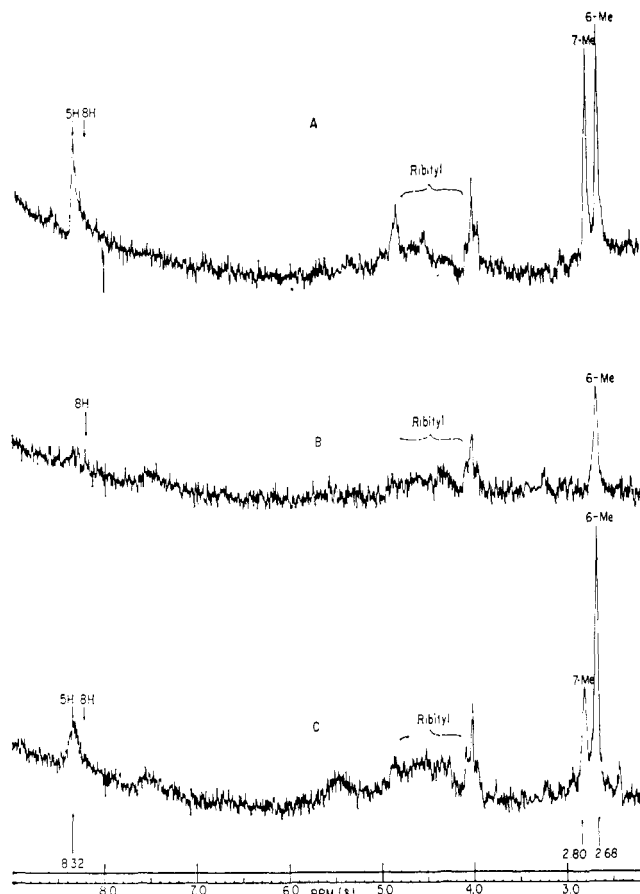 6-Me
7-Me
5H 8H
A
Ribityl
6-Me
8H
Ribityl
B
6-Me
7-Me
5H 8H
C
Ribityl
8.32
2.80 2.68
8.0 7.0 6.0 5.0 4.0 3.0
PPM (δ)